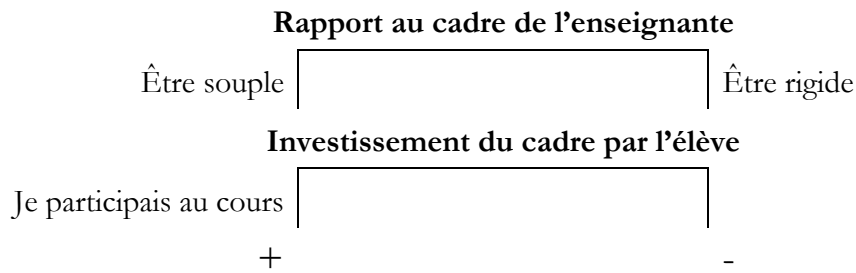 Rapport au cadre de l’enseignante
Être souple Être rigide
Investissement du cadre par l’élève
Je participais au cours
+ -